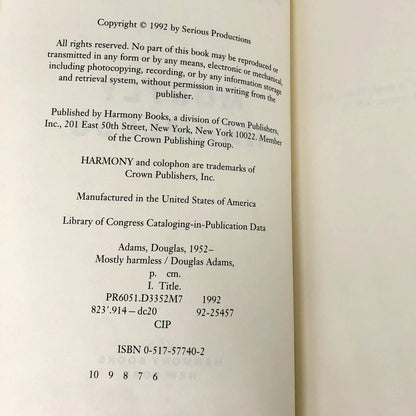 Copyright © 1992 by Serious Productions
All rights reserved. No part of this book may be reproduced or
transmitted in any form or by any means, electronic or mechanical,
including photocopying, recording, or by any information storage
and retrieval system, without permission in writing from the
publisher.
Published by Harmony Books, a division of Crown Publishers,
Inc., 201 East 50th Street, New York, New York 10022. Member
of the Crown Publishing Group.
HARMONY and colophon are trademarks of
Crown Publishers, Inc.
Manufactured in the United States of America
Library of Congress Cataloging-in-Publication Data
Adams, Douglas, 1952–
Mostly harmless / Douglas Adams,
p. cm.
I. Title.
PR6051.D3352M7 1992
823'.914—dc20 92-25457
CIP
ISBN 0-517-57740-2
10 9 8 7 6
HARMONY BOOKS
NEW YORK